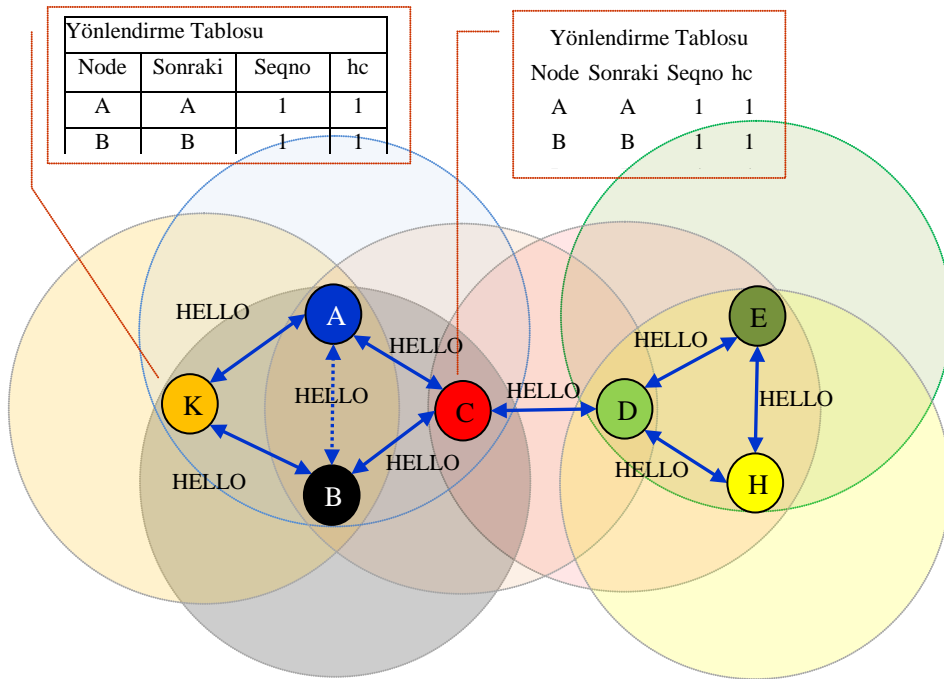 Yönlendirme Tablosu
Node Sonraki Seqno hc
A A 1 1
B B 1 1
Yönlendirme Tablosu
Node Sonraki Seqno hc
A A 1 1
B B 1 1
HELLO
A
E
HELLO
HELLO
HELLO
HELLO
HELLO
HELLO
K
C
D
HELLO
HELLO
HELLO
B
H